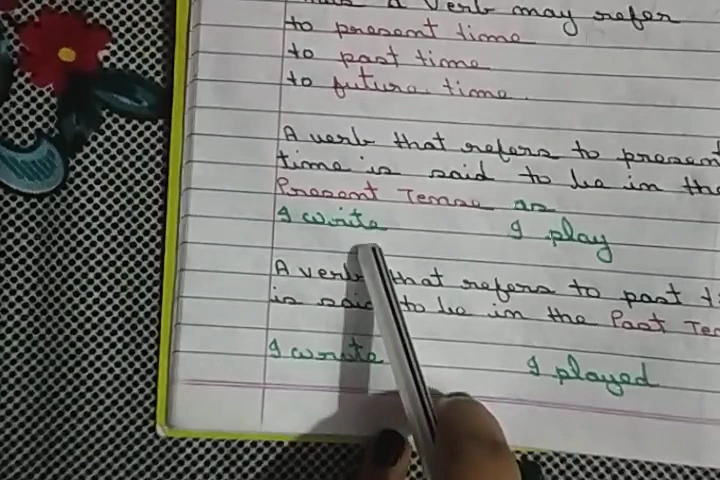 a verb may refer
to present time
to past time
to future time.
A verb that refers to present
time is said to be in the
Present Tense as
I write I play
A verb that refers to past
is said to be in the Past
I write I played